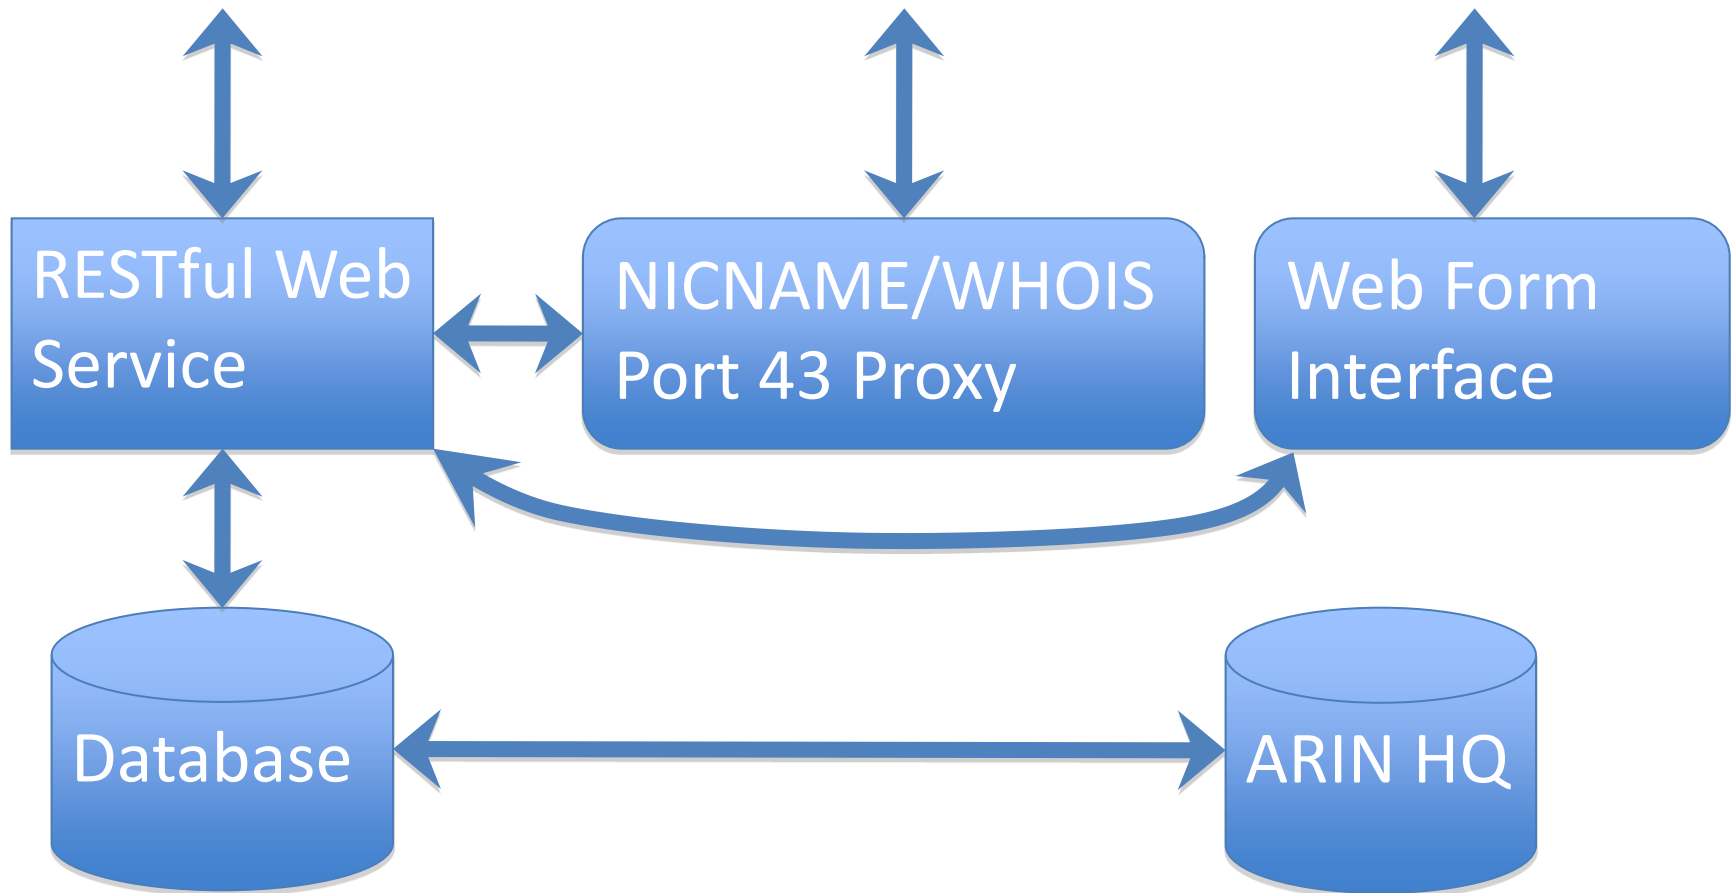 RESTful Web
Service
NICNAME/WHOIS
Port 43 Proxy
Web Form
Interface
Database
ARIN HQ